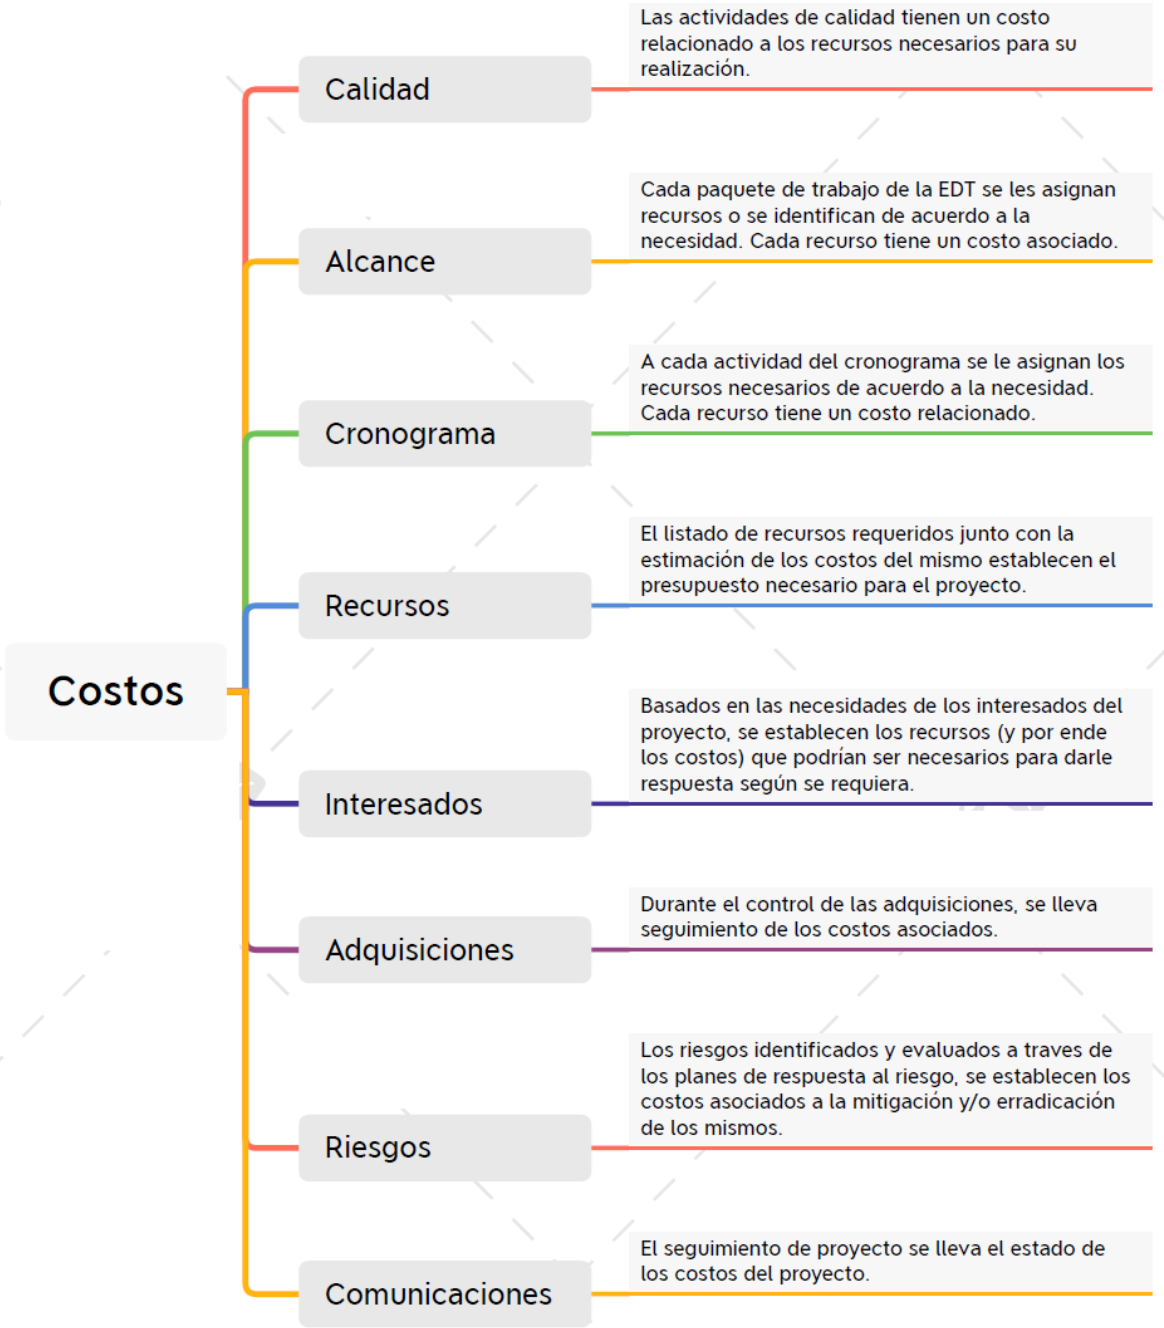 Las actividades de calidad tienen un costo
relacionado a los recursos necesarios para su
realización.
Calidad
Cada paquete de trabajo de la EDT se les asignan
recursos o se identifican de acuerdo a la
necesidad. Cada recurso tiene un costo asociado.
Alcance
A cada actividad del cronograma se le asignan los
recursos necesarios de acuerdo a la necesidad.
Cada recurso tiene un costo relacionado.
Cronograma
El listado de recursos requeridos junto con la
estimación de los costos del mismo establecen el
presupuesto necesario para el proyecto.
Recursos
Costos
Basados en las necesidades de los interesados del
proyecto, se establecen los recursos (y por ende
los costos) que podrían ser necesarios para darle
respuesta según se requiera.
Interesados
Durante el control de las adquisiciones, se lleva
seguimiento de los costos asociados.
Adquisiciones
Los riesgos identificados y evaluados a traves de
los planes de respuesta al riesgo, se establecen los
costos asociados a la mitigación y/o erradicación
de los mismos.
Riesgos
El seguimiento de proyecto se lleva el estado de
los costos del proyecto.
Comunicaciones